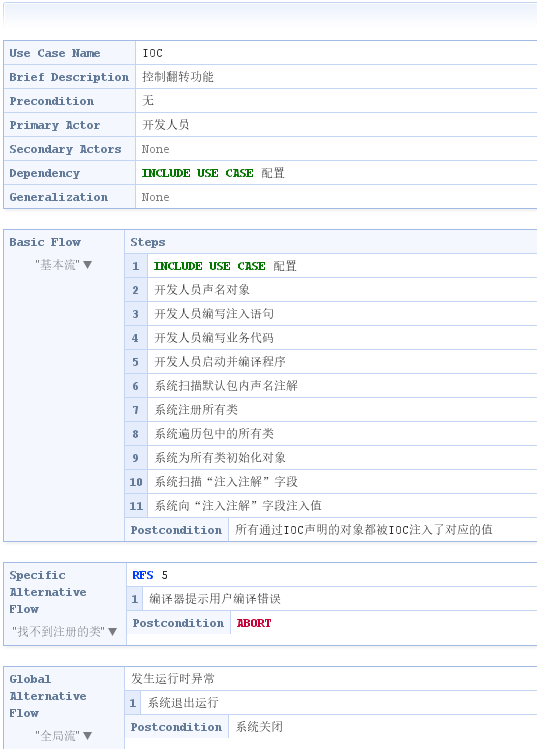 Use Case Name IOC
Brief Description 控制翻转功能
Precondition 无
Primary Actor 开发人员
Secondary Actors None
Dependency INCLUDE USE CASE 配置
Generalization None
Basic Flow Steps
"基本流" ▼
1 INCLUDE USE CASE 配置
2 开发人员声名对象
3 开发人员编写注入语句
4 开发人员编写业务代码
5 开发人员启动并编译程序
6 系统扫描默认包内声名注解
7 系统注册所有类
8 系统遍历包中的所有类
9 系统为所有类初始化对象
10 系统扫描“注入注解”字段
11 系统向“注入注解”字段注入值
Postcondition 所有通过IOC声明的对象都被IOC注入了对应的值
Specific Alternative Flow
"找不到注册的类" ▼
RFS 5
1 编译器提示用户编译错误
Postcondition ABORT
Global Alternative Flow
"全局流" ▼
发生运行时异常
1 系统退出运行
Postcondition 系统关闭